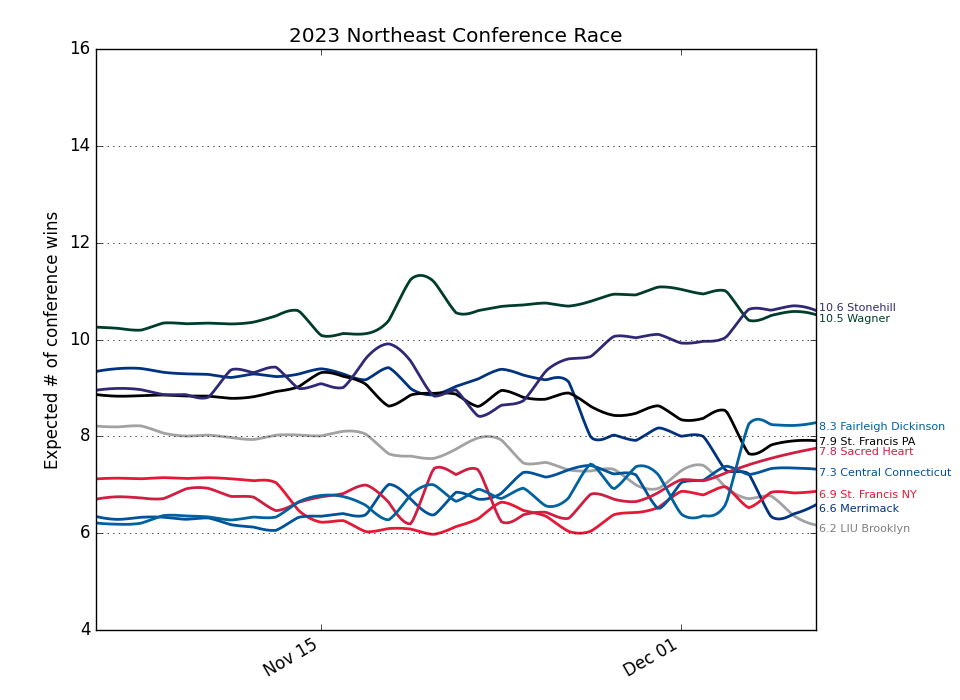 2023 Northeast Conference Race
Expected # of conference wins
16
14
12
10
8
6
4
Nov 15
Dec 01
10.6 Stonehill
10.5 Wagner
8.3 Fairleigh Dickinson
7.9 St. Francis PA
7.8 Sacred Heart
7.3 Central Connecticut
6.9 St. Francis NY
6.6 Merrimack
6.2 LIU Brooklyn